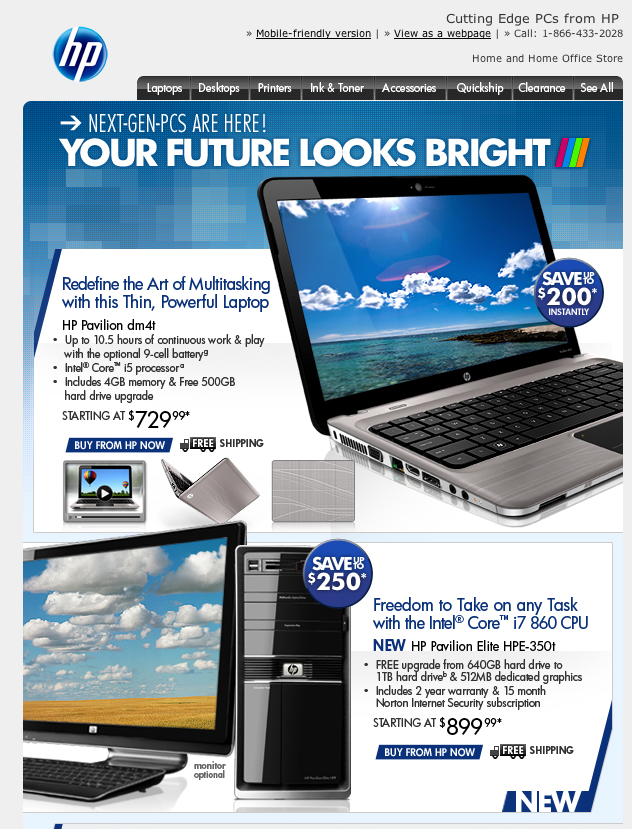 Cutting Edge PCs from HP
» Mobile-friendly version | » View as a webpage | » Call: 1-866-433-2028
hp
Home and Home Office Store
Laptops Desktops Printers Ink & Toner Accessories Quickship Clearance See All
→ NEXT-GEN-PCS ARE HERE!
YOUR FUTURE LOOKS BRIGHT
SAVE UP TO
$200*
INSTANTLY
Redefine the Art of Multitasking
with this Thin, Powerful Laptop
HP Pavilion dm4t
• Up to 10.5 hours of continuous work & play
with the optional 9-cell battery⁹
• Intel® Core™ i5 processorᵃ
• Includes 4GB memory & Free 500GB
hard drive upgrade
STARTING AT $729⁹⁹*
BUY FROM HP NOW FREE SHIPPING
SAVE UP TO
$250*
Freedom to Take on any Task
with the Intel® Core™ i7 860 CPU
NEW HP Pavilion Elite HPE-350t
• FREE upgrade from 640GB hard drive to
1TB hard driveᵇ & 512MB dedicated graphics
• Includes 2 year warranty & 15 month
Norton Internet Security subscription
STARTING AT $899⁹⁹*
BUY FROM HP NOW FREE SHIPPING
monitor
optional
NEW